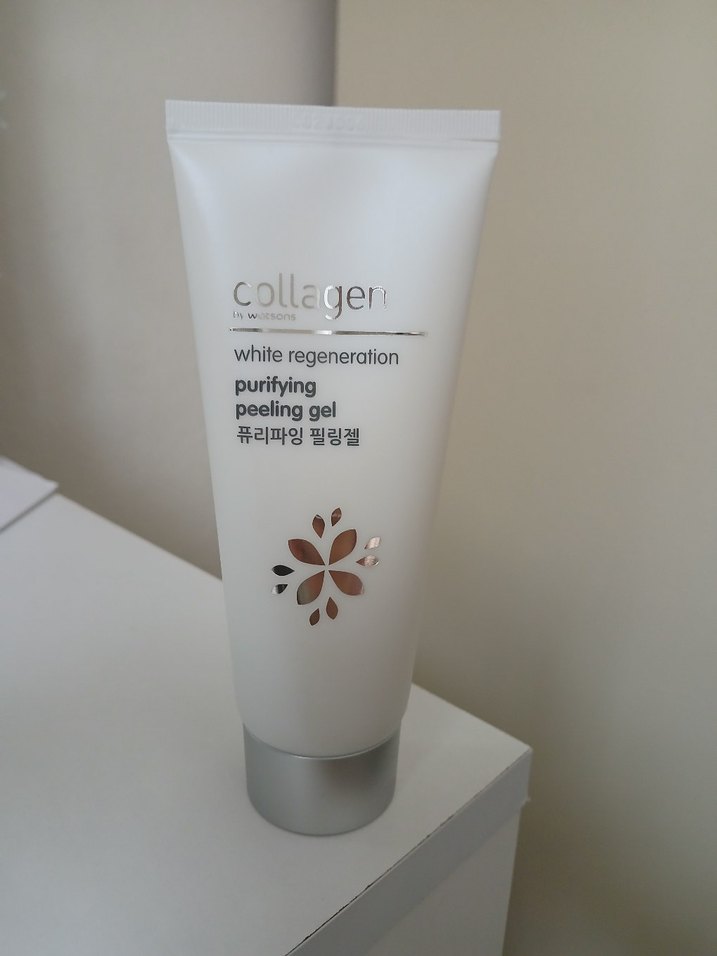 collagen
by watsons
white regeneration
purifying
peeling gel
퓨리파잉 필링젤